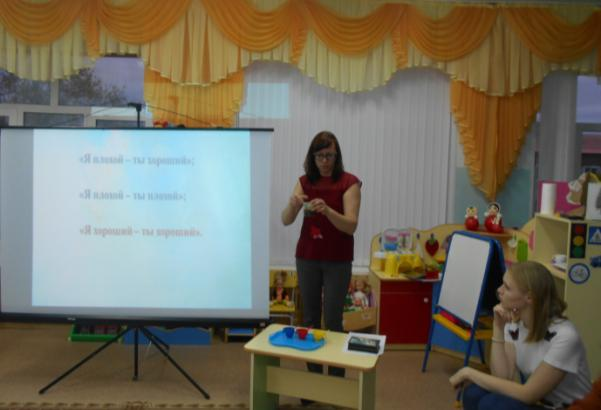 «Я плохой – ты хороший»;
«Я плохой – ты плохой»;
«Я хороший – ты хороший».